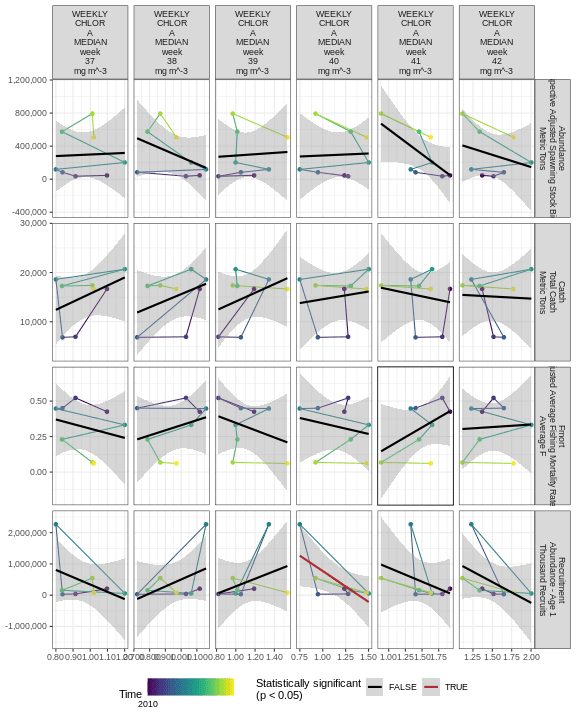 WEEKLY CHLOR A MEDIAN week 37 mg m^-3
WEEKLY CHLOR A MEDIAN week 38 mg m^-3
WEEKLY CHLOR A MEDIAN week 39 mg m^-3
WEEKLY CHLOR A MEDIAN week 40 mg m^-3
WEEKLY CHLOR A MEDIAN week 41 mg m^-3
WEEKLY CHLOR A MEDIAN week 42 mg m^-3
1,200,000
800,000
400,000
0
-400,000
Abundance
Adjusted Spawning Stock
Metric Tons
30,000
20,000
10,000
Catch
Total Catch
Metric Tons
0.50
0.25
0.00
Fmort
Average Fishing Mortality Rate
Average F
2,000,000
1,000,000
0
-1,000,000
Recruitment
Abundance - Age 1
Thousand Recruits
0.80 0.90 1.00 1.10
0.80 0.90 1.00
0.80 1.00 1.20 1.40
0.75 1.00 1.25 1.50
1.00 1.25 1.50 1.75
1.25 1.50 1.75 2.00
Time
2010
Statistically significant
(p < 0.05)
FALSE
TRUE